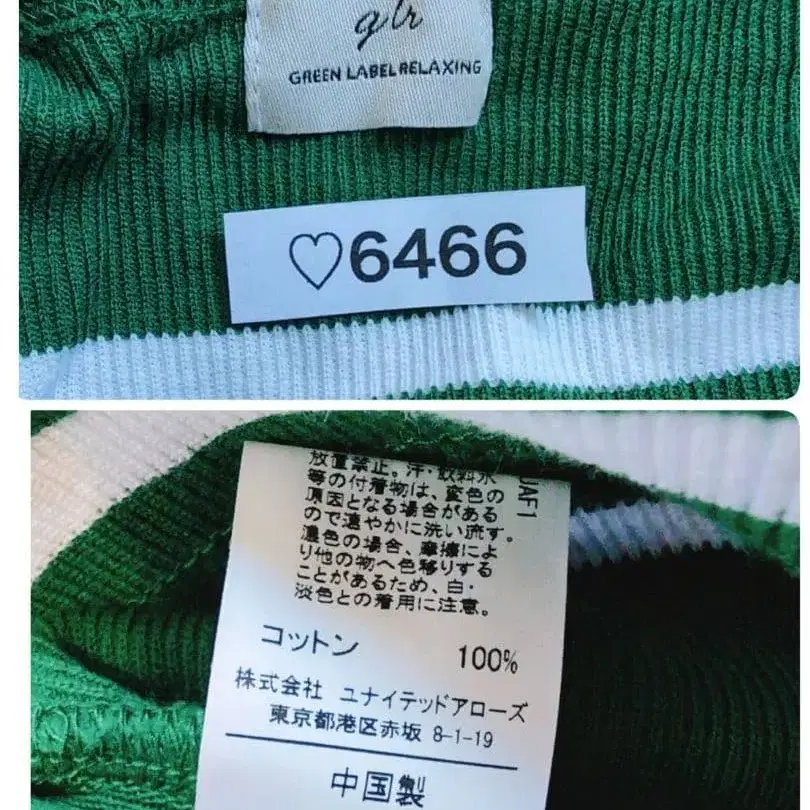 glr
GREEN LABEL RELAXING
♡6466
放置禁止。汗・飲料水
等の付着物は、変色の
原因となる場合がある
ので速やかに洗い流す。
濃色の場合、摩擦によ
り他の物へ色移りする
ことがあるため、白・
淡色との着用に注意。
UAF1
コットン 100%
株式会社 ユナイテッドアローズ
東京都港区赤坂 8-1-19
中国製